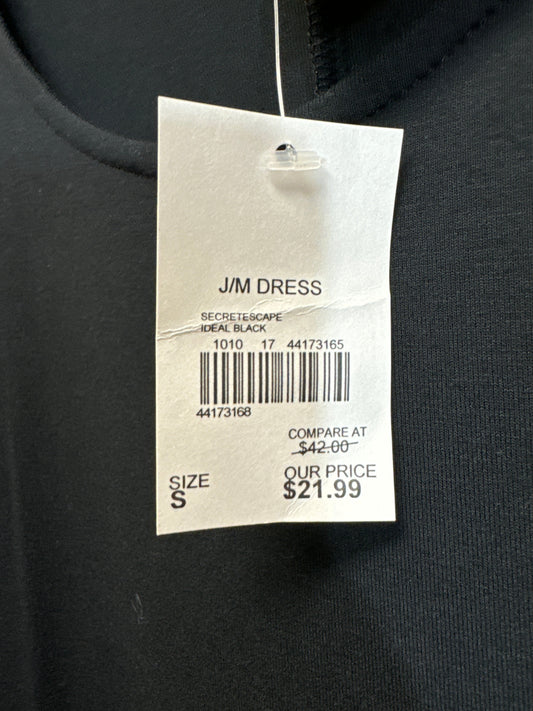 J/M DRESS
SECRETESCAPE
IDEAL BLACK
1010 17 44173165
44173168
COMPARE AT
$42.00
SIZE
S
OUR PRICE
$21.99